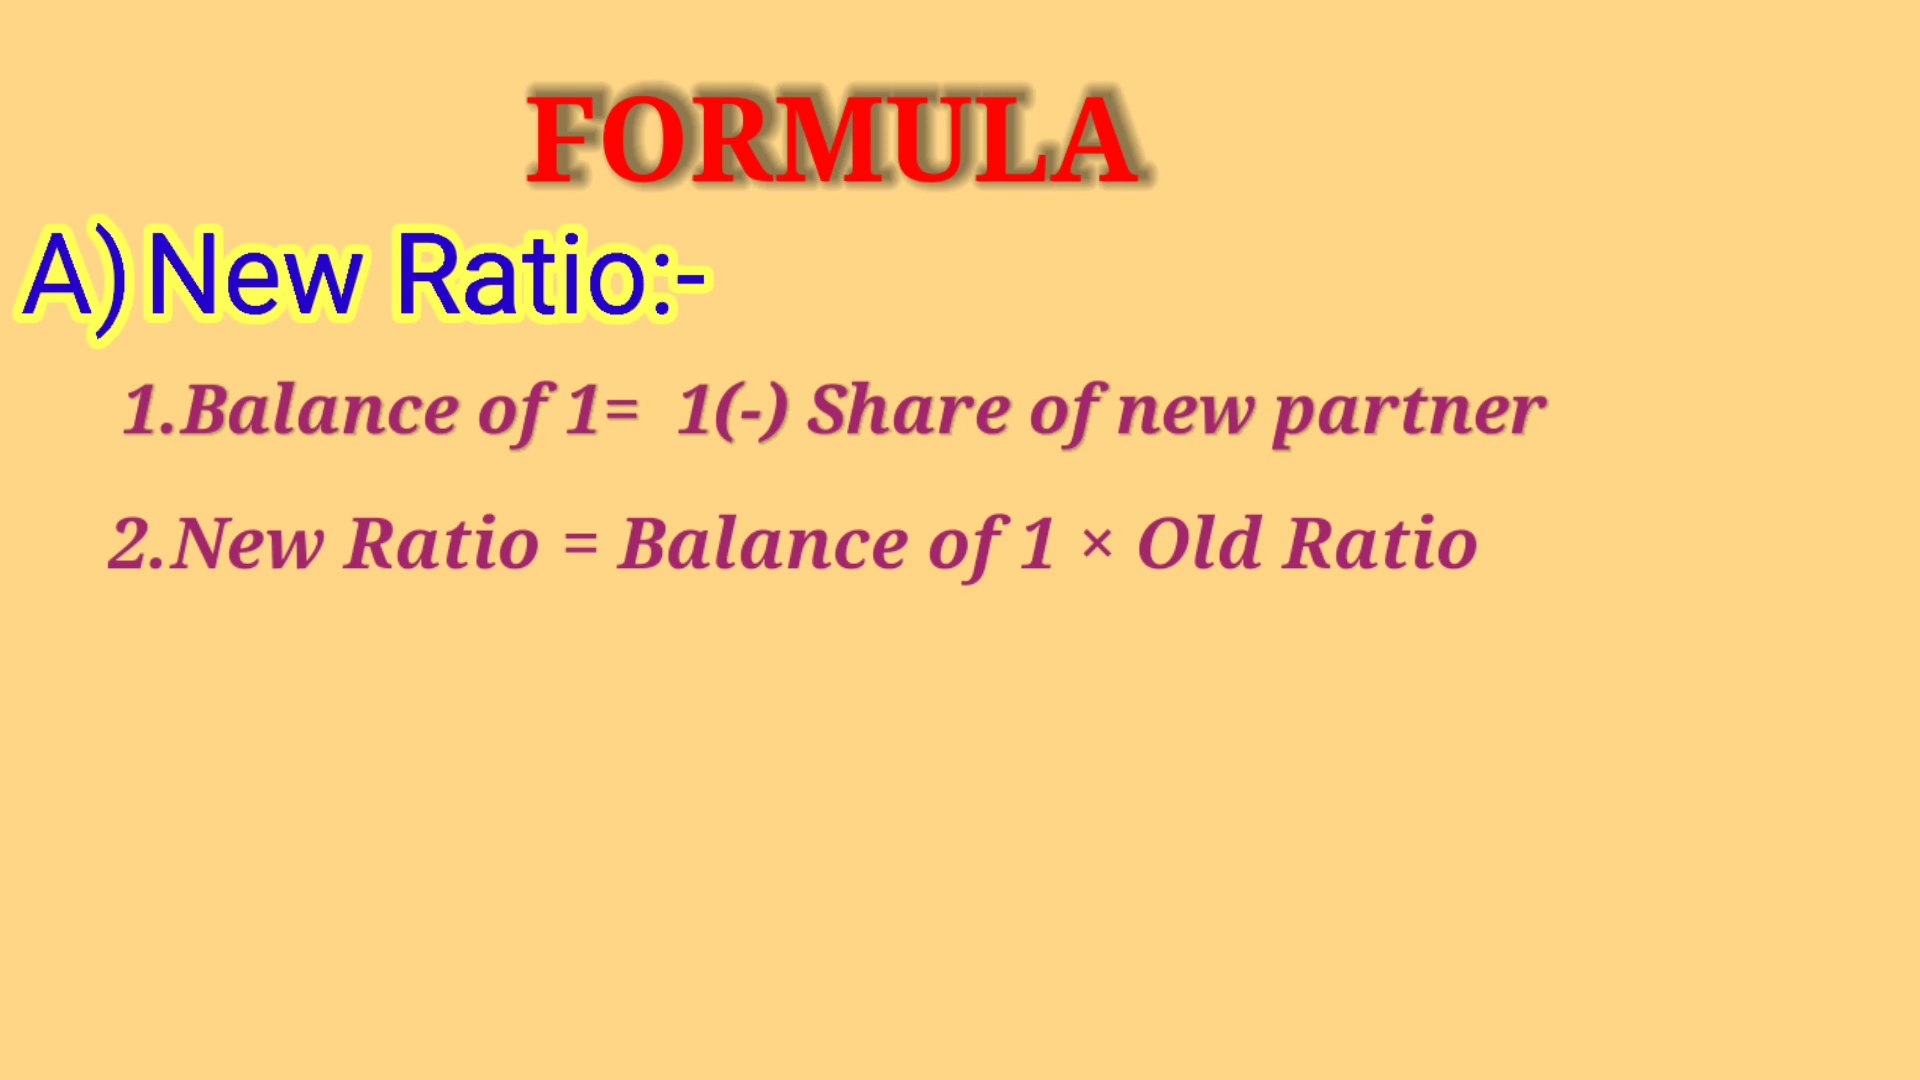 FORMULA
A) New Ratio:-
1.Balance of 1= 1(-) Share of new partner
2.New Ratio = Balance of 1 × Old Ratio